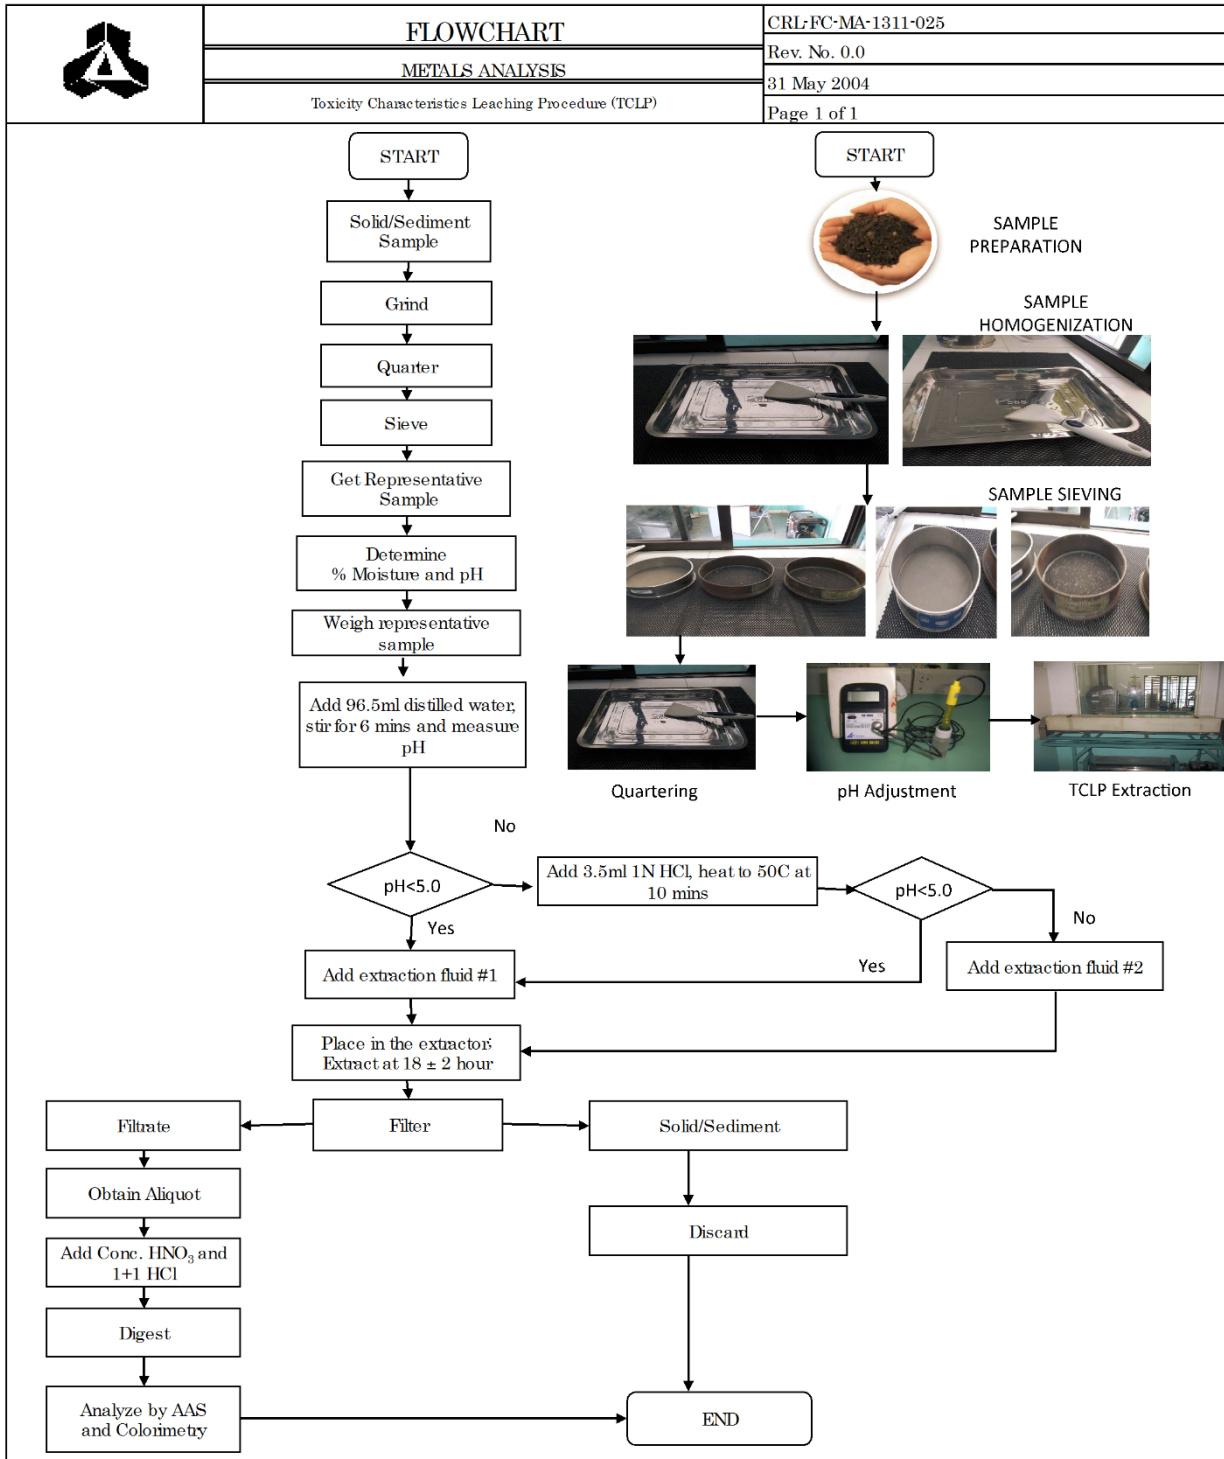 FLOWCHART
METALS ANALYSIS
Toxicity Characteristics Leaching Procedure (TCLP)
CRL-FC-MA-1311-025
Rev. No. 0.0
31 May 2004
Page 1 of 1
START
Solid/Sediment
Sample
Grind
Quarter
Sieve
Get Representative
Sample
Determine
% Moisture and pH
Weigh representative
sample
Add 96.5ml distilled water,
stir for 6 mins and measure
pH
START
SAMPLE
PREPARATION
SAMPLE
HOMOGENIZATION
SAMPLE SIEVING
Quartering
pH Adjustment
TCLP Extraction
No
pH<5.0
Add 3.5ml 1N HCl, heat to 50C at
10 mins
pH<5.0
Yes
No
Add extraction fluid #1
Yes
Add extraction fluid #2
Place in the extractor;
Extract at 18 ± 2 hour
Filtrate
Filter
Solid/Sediment
Obtain Aliquot
Discard
Add Conc. HNO₃ and
1+1 HCl
Digest
Analyze by AAS
and Colorimetry
END